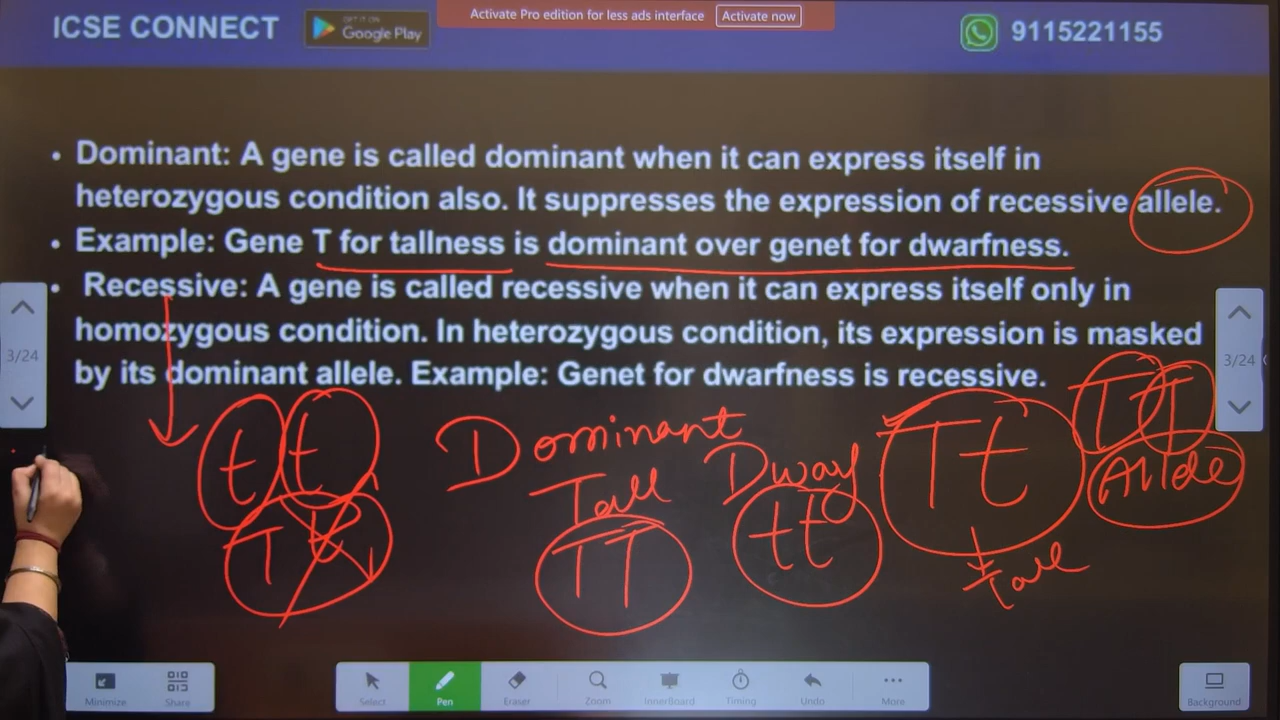 ICSE CONNECT
GET IT ON
Google Play
Activate Pro edition for less ads interface
Activate now
9115221155
• Dominant: A gene is called dominant when it can express itself in
heterozygous condition also. It suppresses the expression of recessive allele.
• Example: Gene T for tallness is dominant over genet for dwarfness.
• Recessive: A gene is called recessive when it can express itself only in
homozygous condition. In heterozygous condition, its expression is masked
by its dominant allele. Example: Genet for dwarfness is recessive.
3/24
3/24
t t
T t
Dominant
Tall
TT
Dwarf
tt
Tt
Tall
TT
Allele
Minimize
Share
Select
Pen
Eraser
Zoom
InnerBoard
Timing
Undo
More
Background